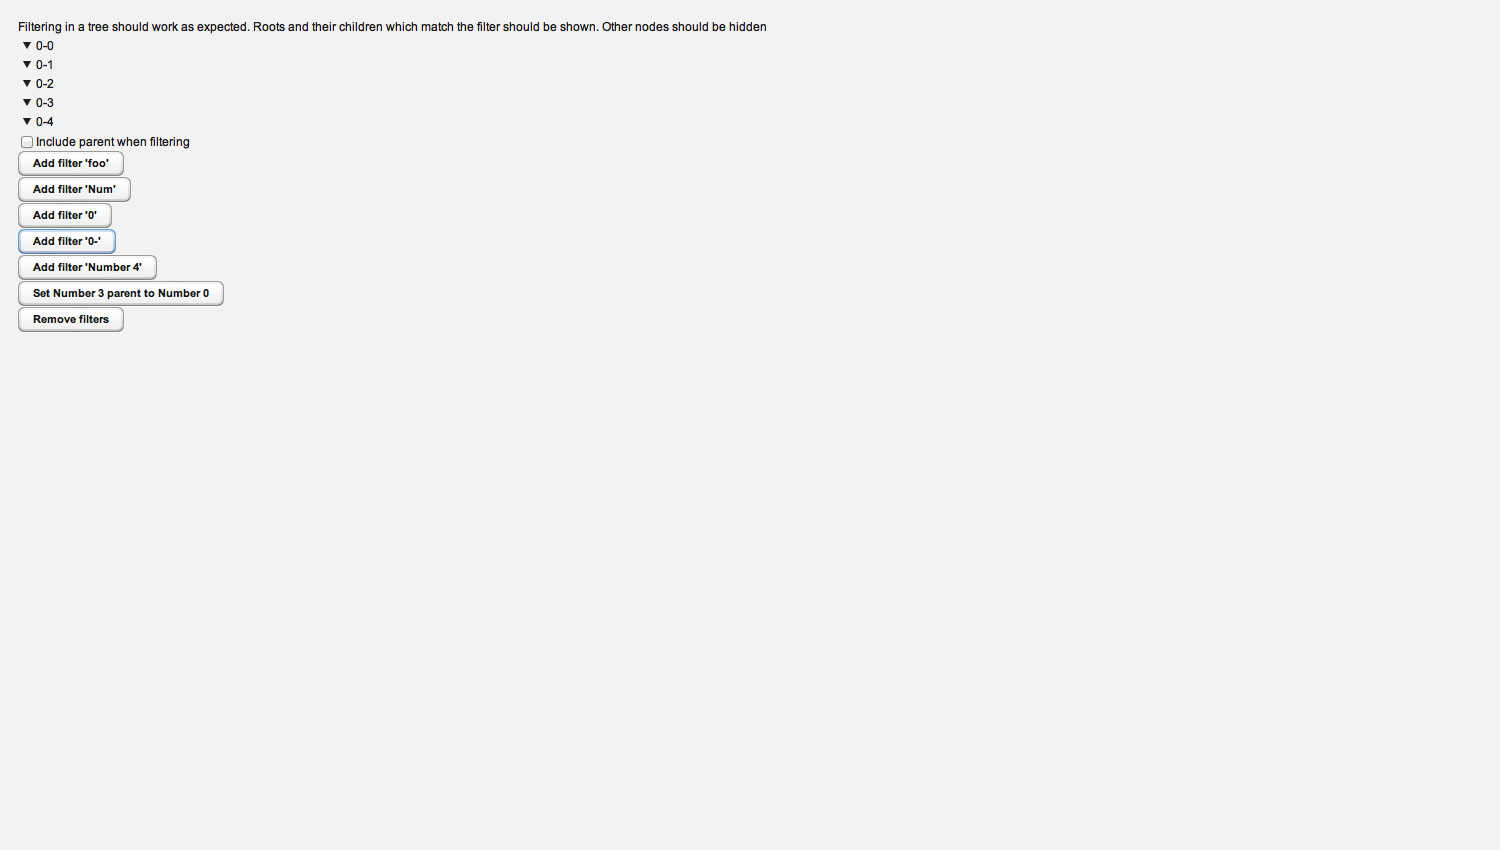 Filtering in a tree should work as expected. Roots and their children which match the filter should be shown. Other nodes should be hidden
0-0
0-1
0-2
0-3
0-4
Include parent when filtering
Add filter 'foo'
Add filter 'Num'
Add filter '0'
Add filter '0-'
Add filter 'Number 4'
Set Number 3 parent to Number 0
Remove filters